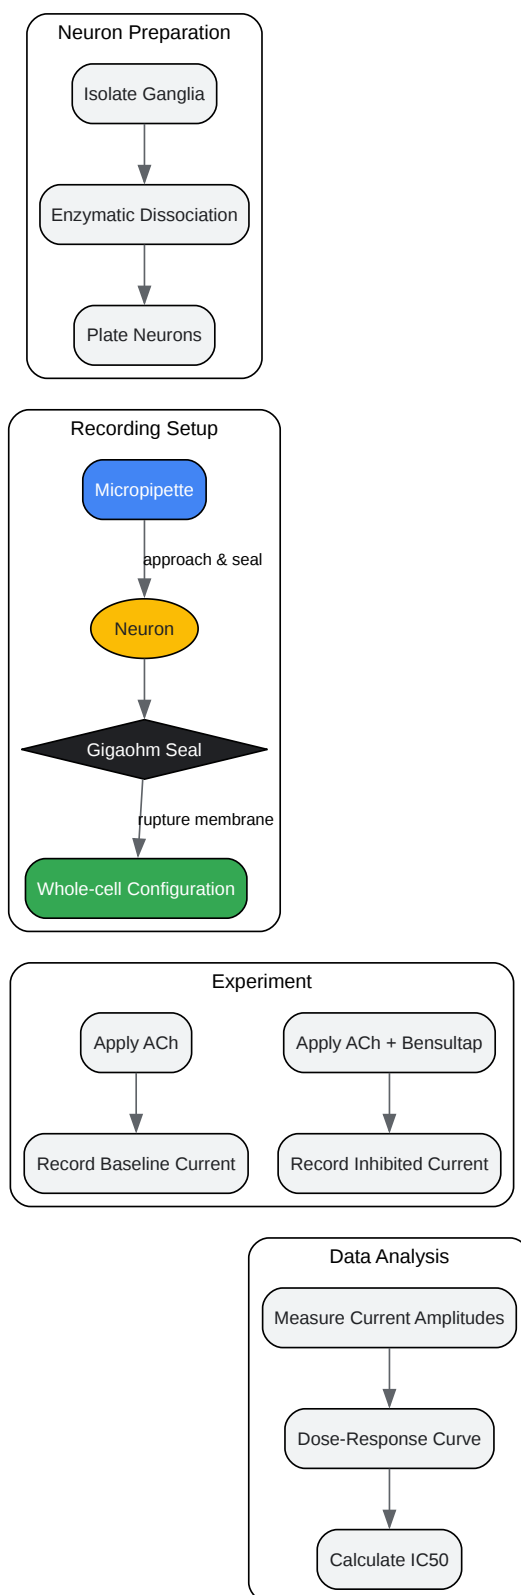 Neuron Preparation
Isolate Ganglia
Enzymatic Dissociation
Plate Neurons
Recording Setup
Micropipette
approach & seal
Neuron
Gigaohm Seal
rupture membrane
Whole-cell Configuration
Experiment
Apply ACh
Apply ACh + Bensultap
Record Baseline Current
Record Inhibited Current
Data Analysis
Measure Current Amplitudes
Dose-Response Curve
Calculate IC50